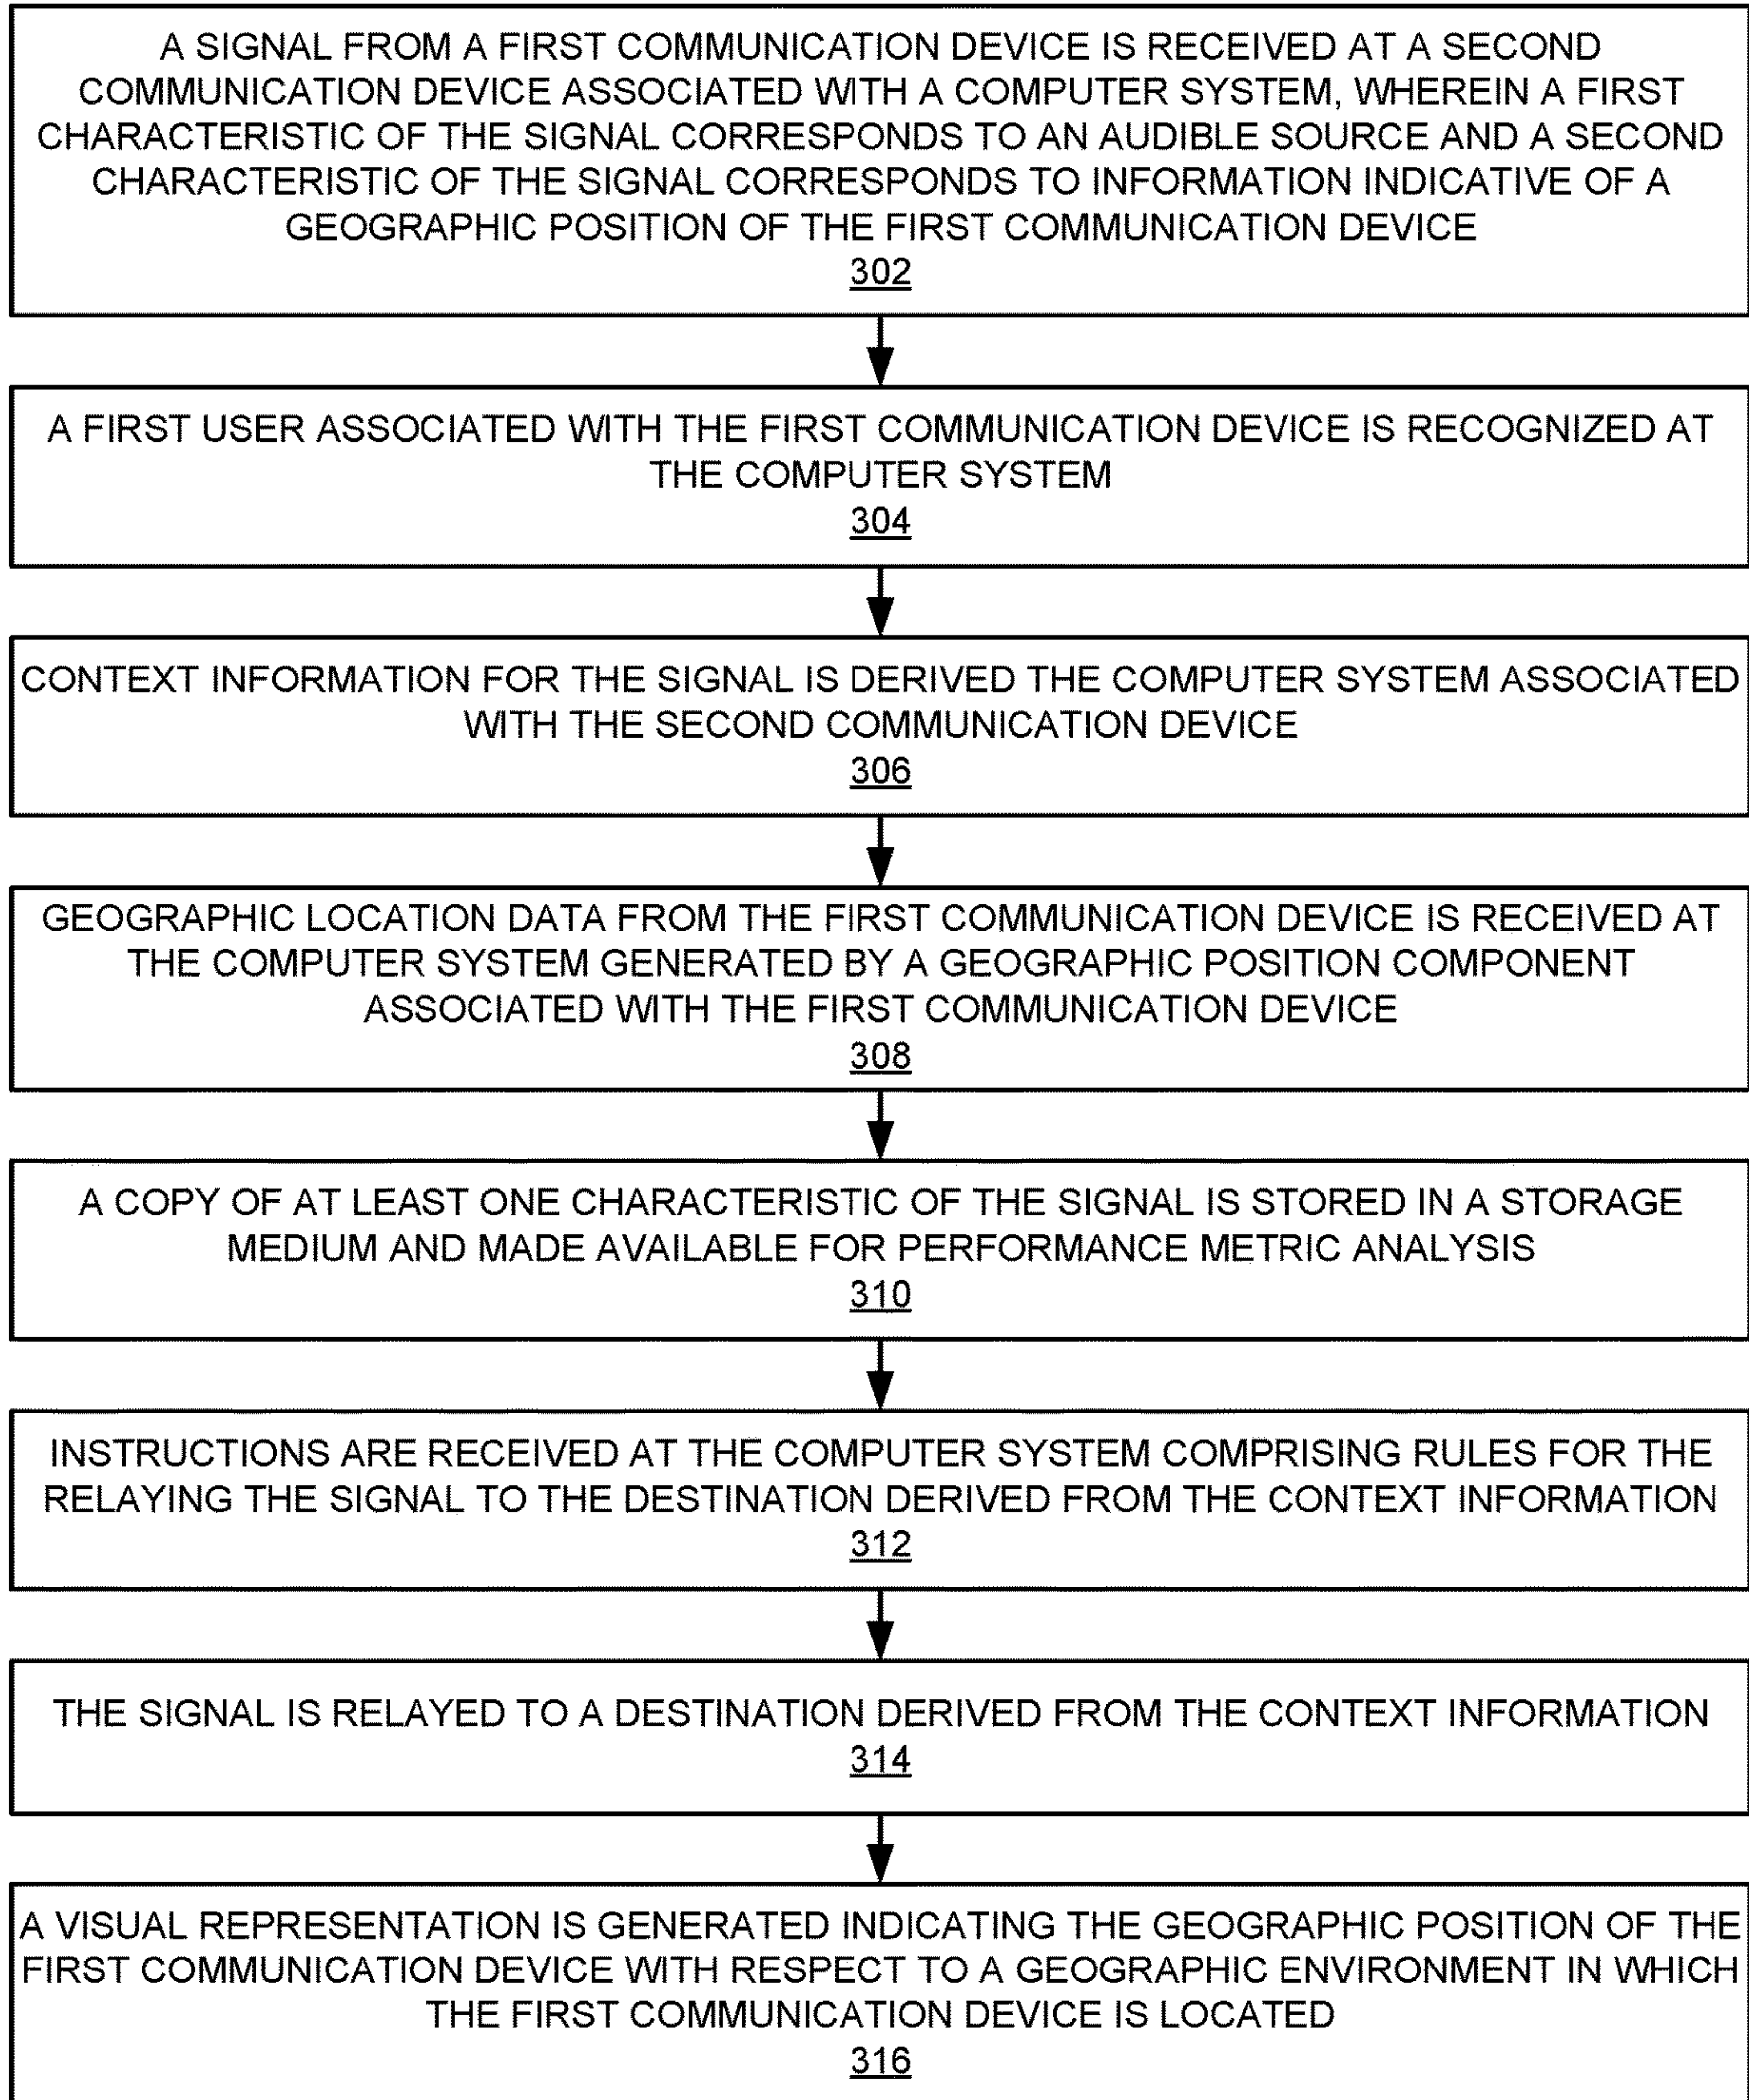 A SIGNAL FROM A FIRST COMMUNICATION DEVICE IS RECEIVED AT A SECOND
COMMUNICATION DEVICE ASSOCIATED WITH A COMPUTER SYSTEM, WHEREIN A FIRST
CHARACTERISTIC OF THE SIGNAL CORRESPONDS TO AN AUDIBLE SOURCE AND A SECOND
CHARACTERISTIC OF THE SIGNAL CORRESPONDS TO INFORMATION INDICATIVE OF A
GEOGRAPHIC POSITION OF THE FIRST COMMUNICATION DEVICE
302
A FIRST USER ASSOCIATED WITH THE FIRST COMMUNICATION DEVICE IS RECOGNIZED AT
THE COMPUTER SYSTEM
304
CONTEXT INFORMATION FOR THE SIGNAL IS DERIVED THE COMPUTER SYSTEM ASSOCIATED
WITH THE SECOND COMMUNICATION DEVICE
306
GEOGRAPHIC LOCATION DATA FROM THE FIRST COMMUNICATION DEVICE IS RECEIVED AT
THE COMPUTER SYSTEM GENERATED BY A GEOGRAPHIC POSITION COMPONENT
ASSOCIATED WITH THE FIRST COMMUNICATION DEVICE
308
A COPY OF AT LEAST ONE CHARACTERISTIC OF THE SIGNAL IS STORED IN A STORAGE
MEDIUM AND MADE AVAILABLE FOR PERFORMANCE METRIC ANALYSIS
310
INSTRUCTIONS ARE RECEIVED AT THE COMPUTER SYSTEM COMPRISING RULES FOR THE
RELAYING THE SIGNAL TO THE DESTINATION DERIVED FROM THE CONTEXT INFORMATION
312
THE SIGNAL IS RELAYED TO A DESTINATION DERIVED FROM THE CONTEXT INFORMATION
314
A VISUAL REPRESENTATION IS GENERATED INDICATING THE GEOGRAPHIC POSITION OF THE
FIRST COMMUNICATION DEVICE WITH RESPECT TO A GEOGRAPHIC ENVIRONMENT IN WHICH
THE FIRST COMMUNICATION DEVICE IS LOCATED
316